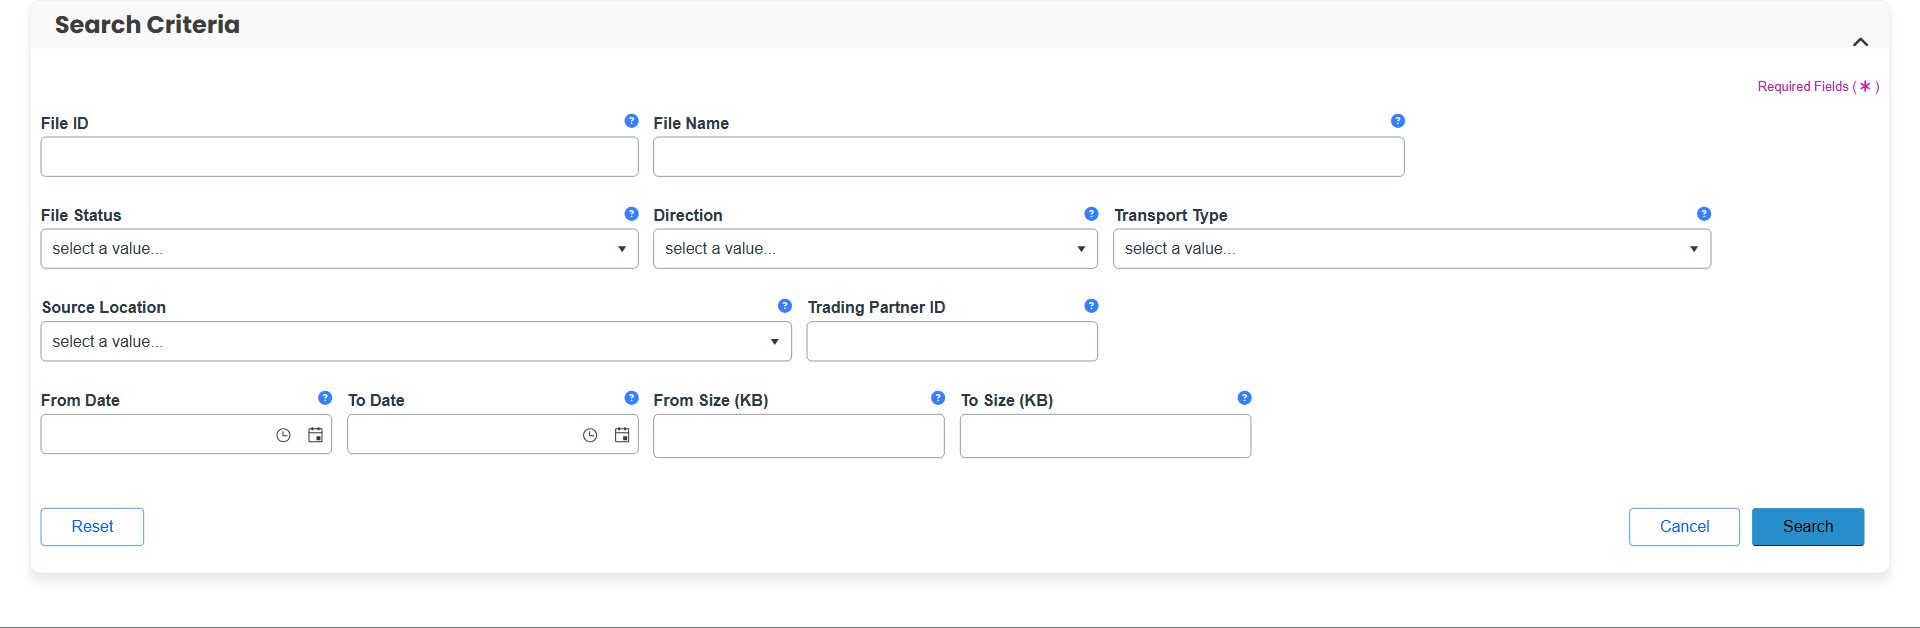 Search Criteria
Required Fields ( * )
File ID ? File Name ?
File Status ? Direction ? Transport Type ?
select a value... select a value... select a value...
Source Location ? Trading Partner ID ?
select a value...
From Date ? To Date ? From Size (KB) ? To Size (KB) ?
Reset Cancel Search